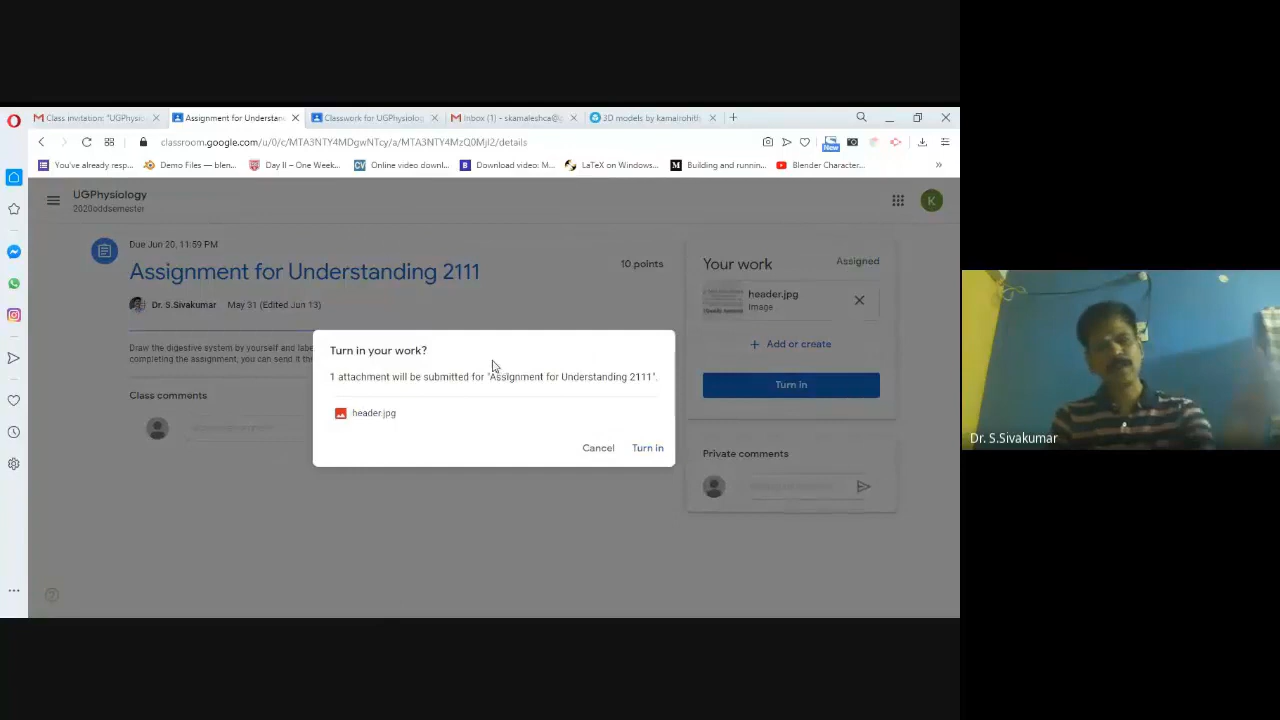 Class invitation: "UGPhysio
Assignment for Understan
Classwork for UGPhysiolog
Inbox (1) - skamaleshca@g
3D models by kamalrohith
classroom.google.com/u/0/c/MTA3NTY4MDgwNTcy/a/MTA3NTY4MzQ0MjI2/details
New
You've already resp...
Demo Files — blen...
Day II – One Week...
Online video downl...
Download video: M...
LaTeX on Windows...
Building and runnin...
Blender Character...
UGPhysiology
2020oddsemester
K
Due Jun 20, 11:59 PM
Assignment for Understanding 2111
10 points
Dr. S.Sivakumar May 31 (Edited Jun 13)
Draw the digestive system by yourself and labe
completing the assignment, you can send it the
Class comments
Your work
Assigned
header.jpg
Image
+ Add or create
Turn in
Private comments
Turn in your work?
1 attachment will be submitted for "Assignment for Understanding 2111".
header.jpg
Cancel
Turn in
Dr. S.Sivakumar